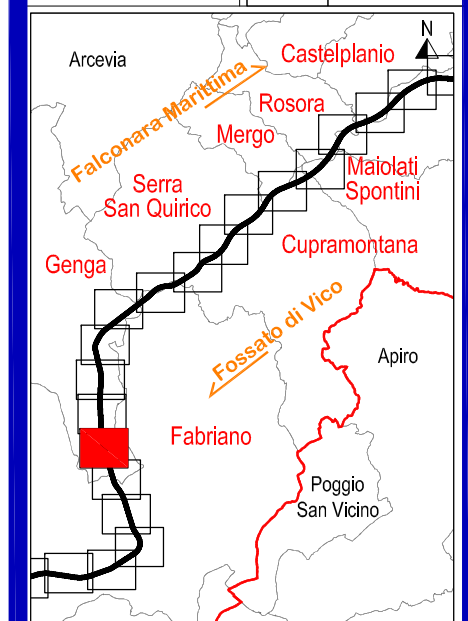 N
Castelplanio
Arcevia
Falconara Marittima
Rosora
Mergo
Maiolati
Spontini
Serra
San Quirico
Cupramontana
Genga
Fossato di Vico
Apiro
Fabriano
Poggio
San Vicino